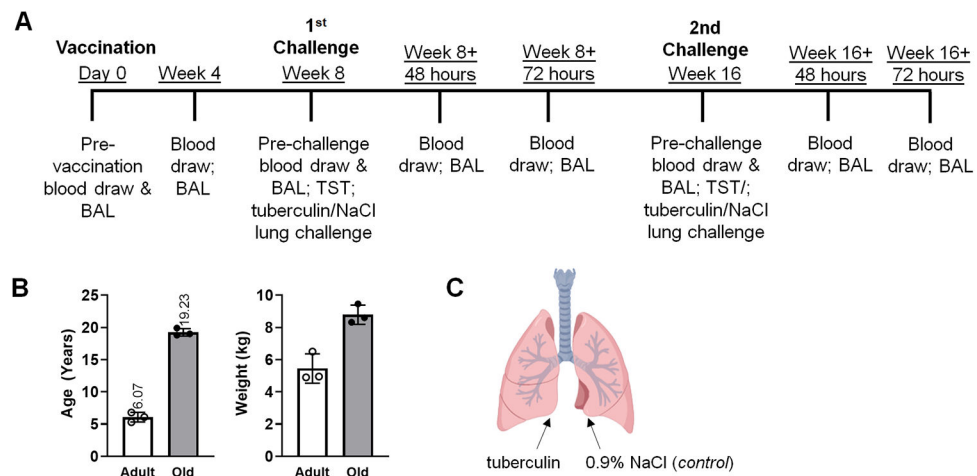 A
Vaccination
Day 0
Week 4
1st
Challenge
Week 8
Week 8+
48 hours
Week 8+
72 hours
2nd
Challenge
Week 16
Week 16+
48 hours
Week 16+
72 hours
Pre-
vaccination
blood draw &
BAL
Blood
draw;
BAL
Pre-challenge
blood draw &
BAL; TST;
tuberculin/NaCl
lung challenge
Blood
draw; BAL
Blood
draw; BAL
Pre-challenge
blood draw &
BAL; TST/;
tuberculin/NaCl
lung challenge
Blood
draw; BAL
Blood
draw; BAL
B
Age (Years)
25
20
15
10
5
0
6.07
19.23
Adult
Old
Weight (kg)
10
8
6
4
2
0
Adult
Old
C
tuberculin
0.9% NaCl (control)